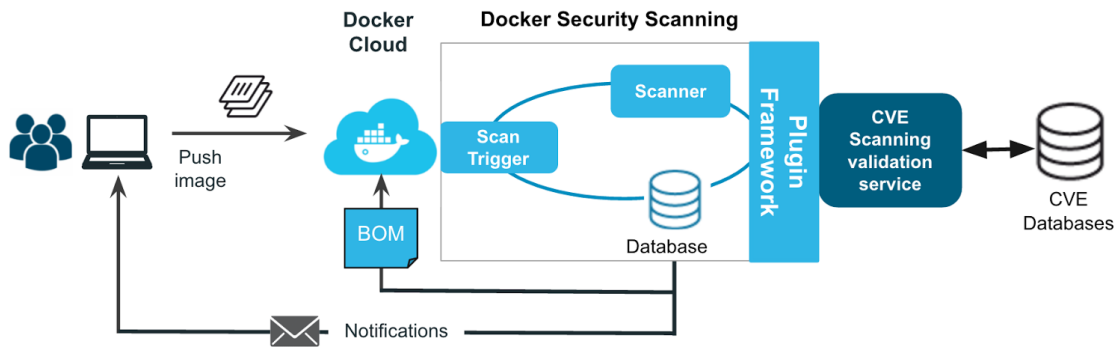 Docker
Cloud
Docker Security Scanning
Push
image
Scan
Trigger
Scanner
Database
Plugin
Framework
CVE
Scanning
validation
service
CVE
Databases
BOM
Notifications